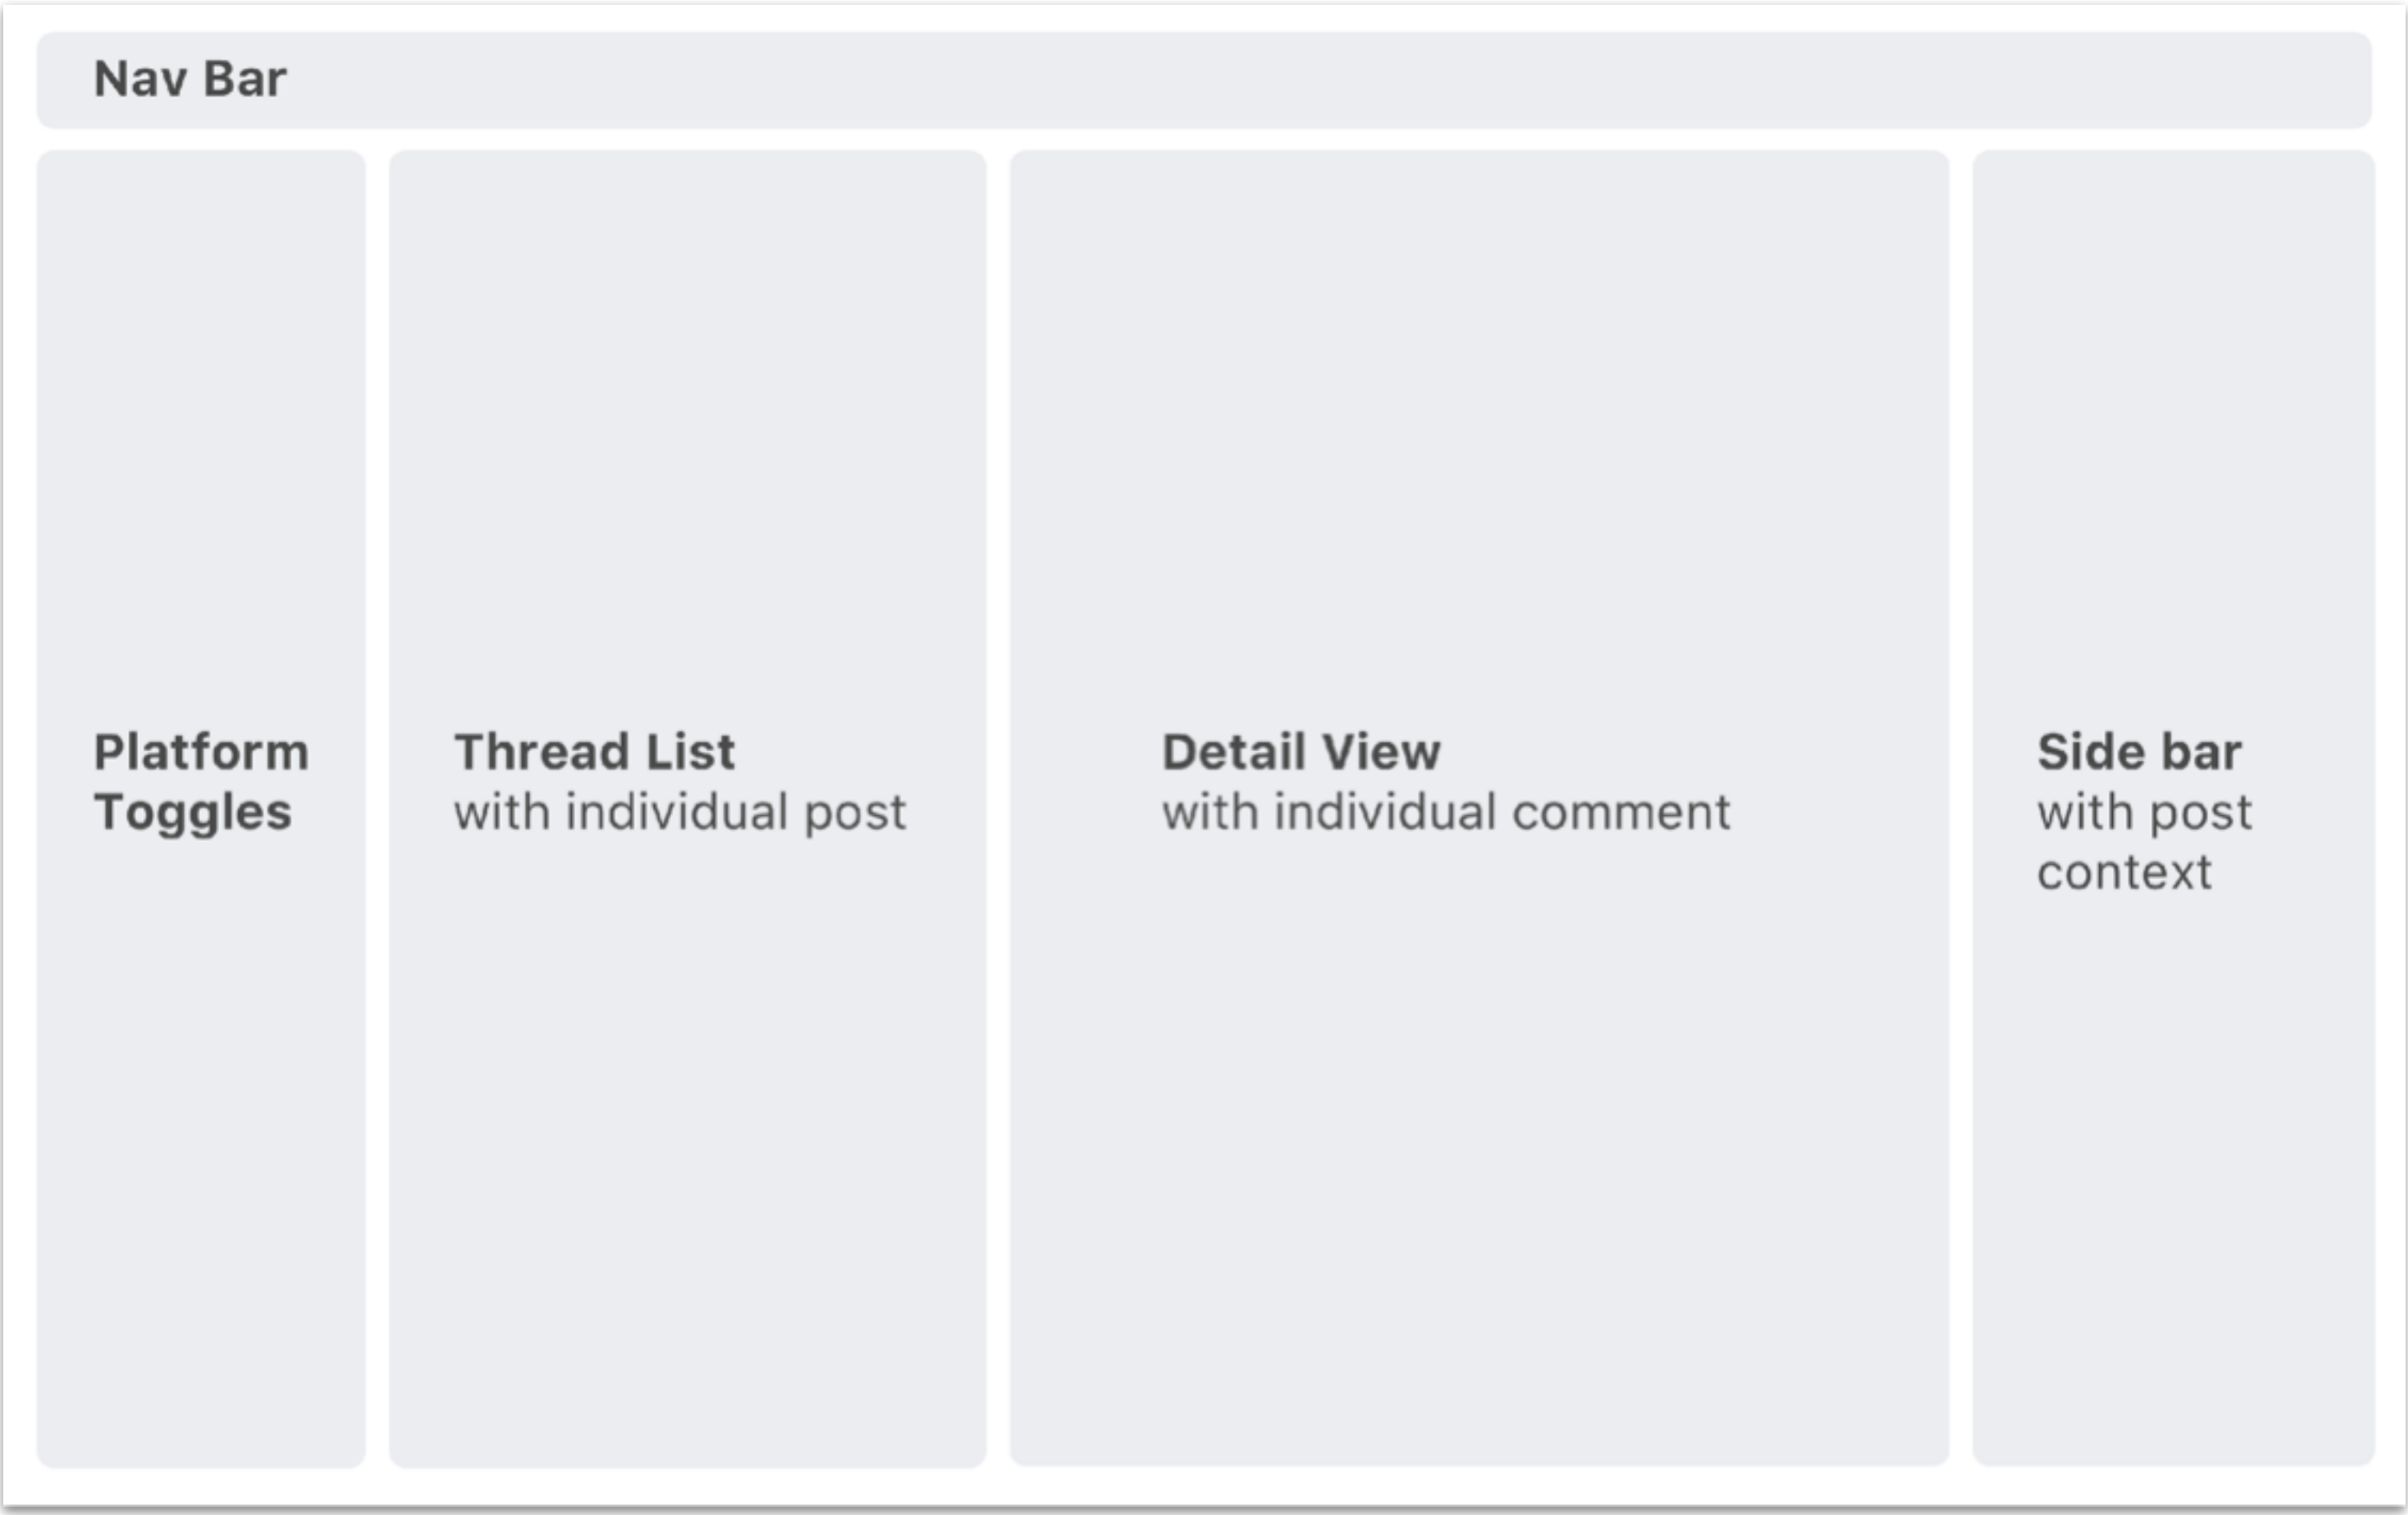 Nav Bar
Platform
Toggles
Thread List
with individual post
Detail View
with individual comment
Side bar
with post
context